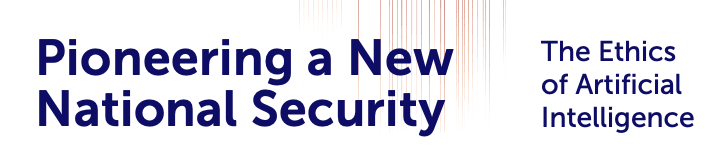 Pioneering a New
National Security
The Ethics
of Artificial
Intelligence